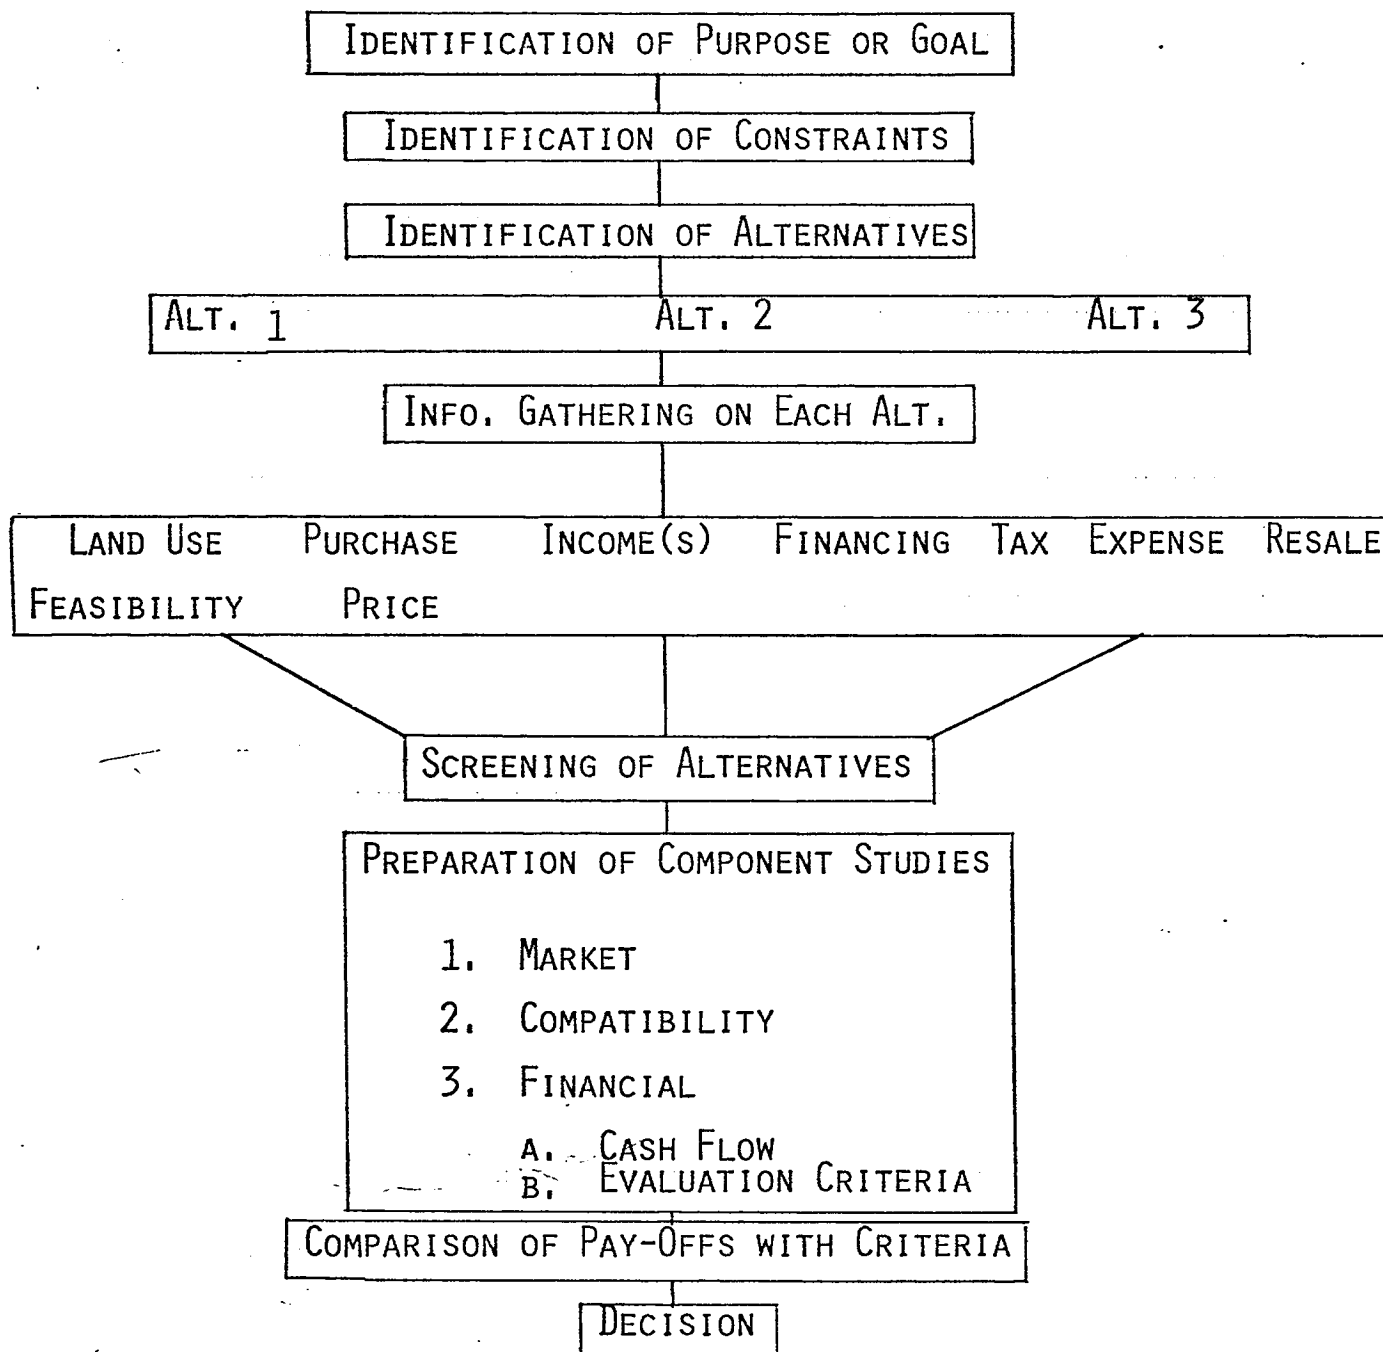 IDENTIFICATION OF PURPOSE OR GOAL
IDENTIFICATION OF CONSTRAINTS
IDENTIFICATION OF ALTERNATIVES
ALT. 1 ALT. 2 ALT. 3
INFO. GATHERING ON EACH ALT.
LAND USE PURCHASE INCOME(S) FINANCING TAX EXPENSE RESALE
FEASIBILITY PRICE
SCREENING OF ALTERNATIVES
PREPARATION OF COMPONENT STUDIES
1. MARKET
2. COMPATIBILITY
3. FINANCIAL
A. CASH FLOW
B. EVALUATION CRITERIA
COMPARISON OF PAY-OFFS WITH CRITERIA
DECISION